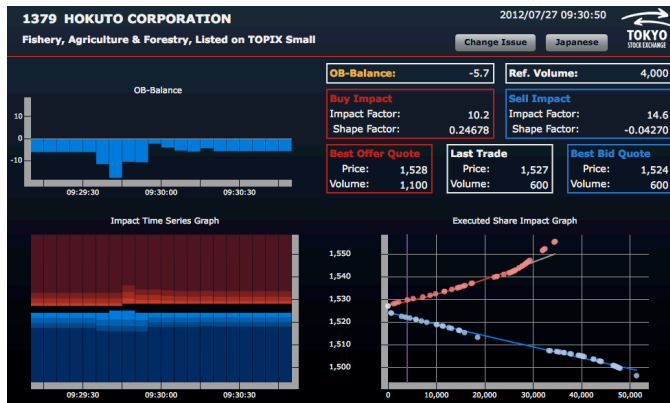 1379 HOKUTO CORPORATION
2012/07/27 09:30:50
Fishery, Agriculture & Forestry, Listed on TOPIX Small
Change Issue
Japanese
TOKYO
STOCK EXCHANGE
OB-Balance
10
0
-10
09:29:30
09:30:00
09:30:30
OB-Balance: -5.7
Ref. Volume: 4,000
Buy Impact
Impact Factor: 10.2
Shape Factor: 0.24678
Sell Impact
Impact Factor: 14.6
Shape Factor: -0.04270
Best Offer Quote
Price: 1,528
Volume: 1,100
Last Trade
Price: 1,527
Volume: 600
Best Bid Quote
Price: 1,524
Volume: 600
Impact Time Series Graph
09:29:30
09:30:00
09:30:30
Executed Share Impact Graph
1,550
1,540
1,530
1,520
1,510
1,500
0
10,000
20,000
30,000
40,000
50,000